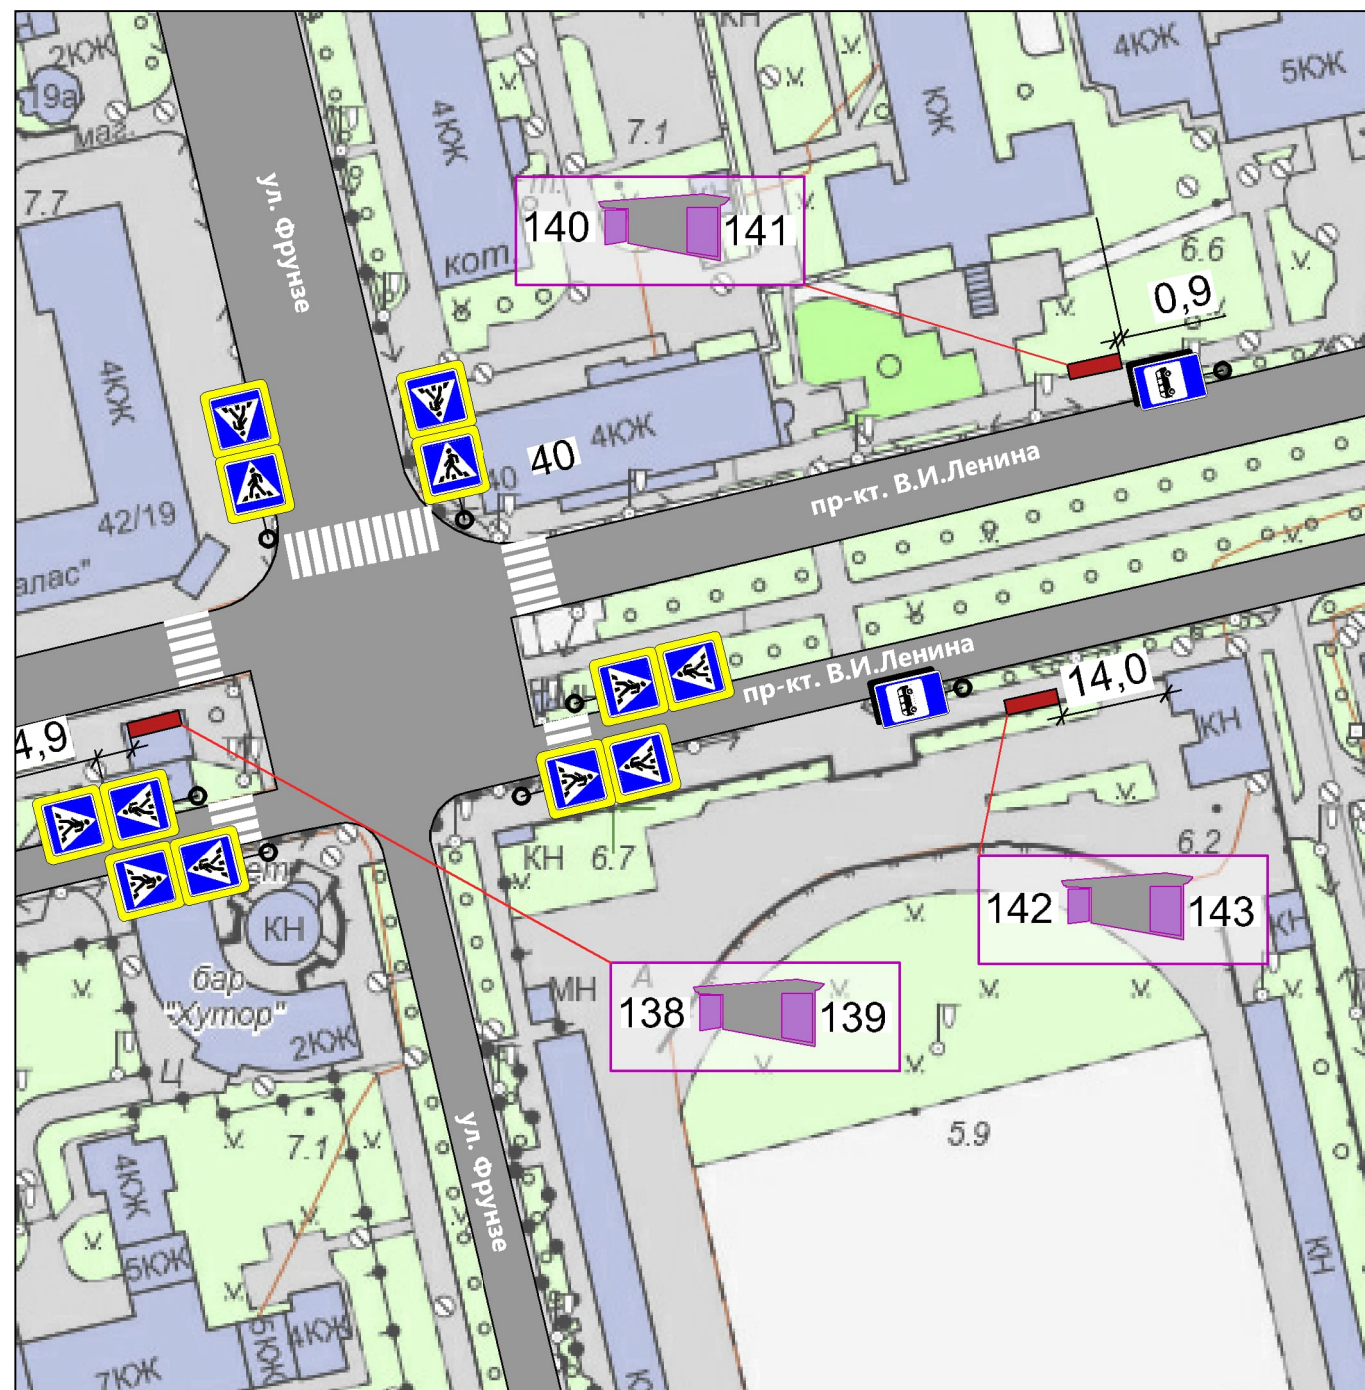 КН
2КЖ
19а
маг.
4КЖ
7.1
КЖ
4КЖ
5КЖ
7.7
ул. Фрунзе
140
141
кот.
6.6
0,9
4КЖ
4КЖ
40
40
пр-кт. В.И.Ленина
42/19
алас"
пр-кт. В.И.Ленина
14,0
КН
4,9
КН
6.7
6.2
142
143
КН
КН
бар
"Хутор"
2КЖ
МН
А
138
139
Ц
5.9
7.1
4КЖ
ул. Фрунзе
5КЖ
КН
5КЖ
4КЖ
7КЖ